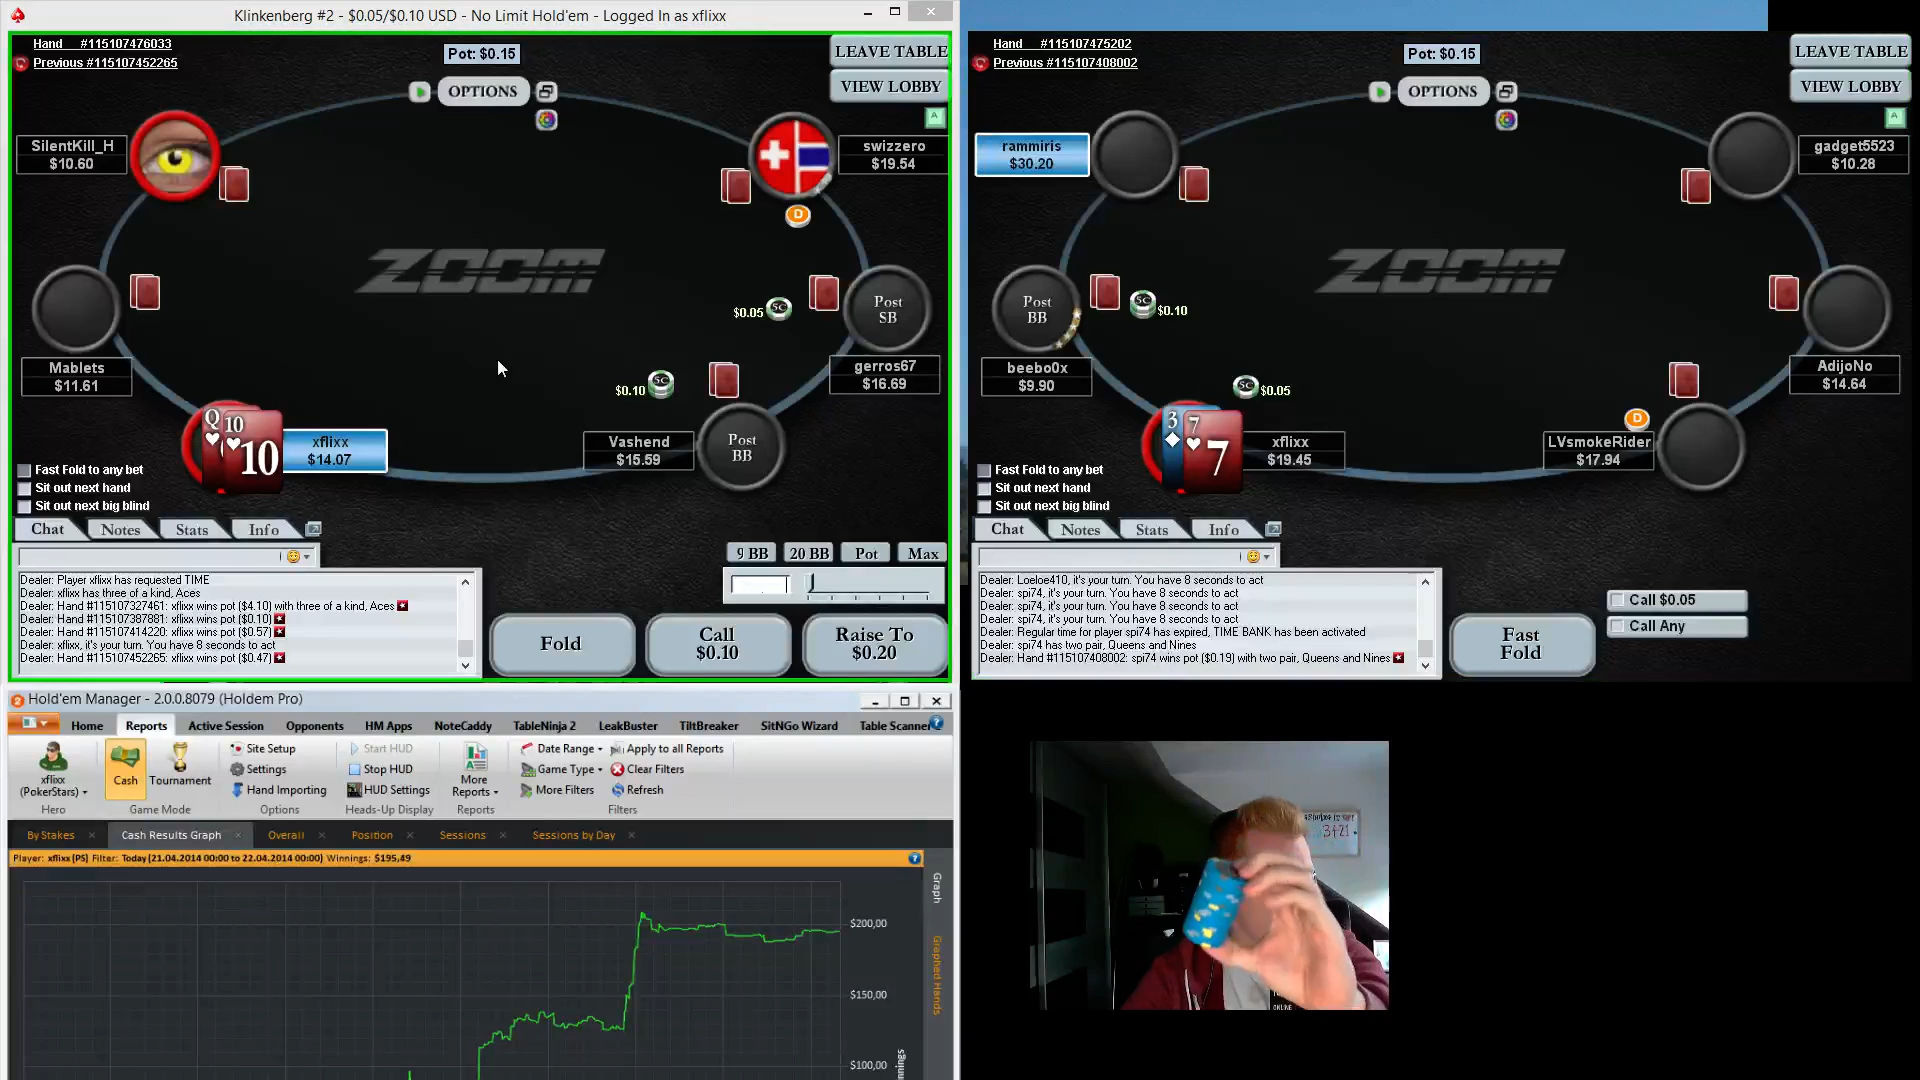 Klinkenberg #2 - $0.05/$0.10 USD - No Limit Hold'em - Logged In as xflixx
Hand #115107476033
Previous #115107452265
Pot: $0.15
LEAVE TABLE
VIEW LOBBY
OPTIONS
A
SilentKill_H
$10.60
swizzero
$19.54
D
ZOOM
Mablets
$11.61
$0.05
5C
Post
SB
gerros67
$16.69
$0.10
5C
Post
BB
Vashend
$15.59
Q
10
10
xflixx
$14.07
Fast Fold to any bet
Sit out next hand
Sit out next big blind
Chat
Notes
Stats
Info
9 BB
20 BB
Pot
Max
Dealer: Player xflixx has requested TIME
Dealer: xflixx has three of a kind, Aces
Dealer: Hand #115107327461: xflixx wins pot ($4.10) with three of a kind, Aces
Dealer: Hand #115107387881: xflixx wins pot ($0.10)
Dealer: Hand #115107414220: xflixx wins pot ($0.57)
Dealer: xflixx, it's your turn. You have 8 seconds to act
Dealer: Hand #115107452265: xflixx wins pot ($0.47)
Fold
Call
$0.10
Raise To
$0.20
Hand #115107475202
Previous #115107408002
Pot: $0.15
LEAVE TABLE
VIEW LOBBY
OPTIONS
A
rammiris
$30.20
gadget5523
$10.28
ZOOM
Post
BB
5C
$0.10
beebo0x
$9.90
AdijoNo
$14.64
5C
$0.05
D
LVsmokeRider
$17.94
3
7
7
xflixx
$19.45
Fast Fold to any bet
Sit out next hand
Sit out next big blind
Chat
Notes
Stats
Info
Dealer: Loeloe410, it's your turn. You have 8 seconds to act
Dealer: spi74, it's your turn. You have 8 seconds to act
Dealer: spi74, it's your turn. You have 8 seconds to act
Dealer: spi74, it's your turn. You have 8 seconds to act
Dealer: Regular time for player spi74 has expired, TIME BANK has been activated
Dealer: spi74 has two pair, Queens and Nines
Dealer: Hand #115107408002: spi74 wins pot ($0.19) with two pair, Queens and Nines
Fast
Fold
Call $0.05
Call Any
Hold'em Manager - 2.0.0.8079 (Holdem Pro)
Home
Reports
Active Session
Opponents
HM Apps
NoteCaddy
TableNinja 2
LeakBuster
TiltBreaker
SitNGo Wizard
Table Scanner
xflixx
(PokerStars)
Hero
Cash
Tournament
Game Mode
Site Setup
Settings
Hand Importing
Options
Start HUD
Stop HUD
HUD Settings
Heads-Up Display
More
Reports
Reports
Date Range
Game Type
More Filters
Apply to all Reports
Clear Filters
Refresh
Filters
By Stakes
Cash Results Graph
Overall
Position
Sessions
Sessions by Day
Player: xflixx (PS) Filter: Today (21.04.2014 00:00 to 22.04.2014 00:00) Winnings: $195,49
Graph
Graphed Hands
$200,00
$150,00
$100,00
3421
ONLINE